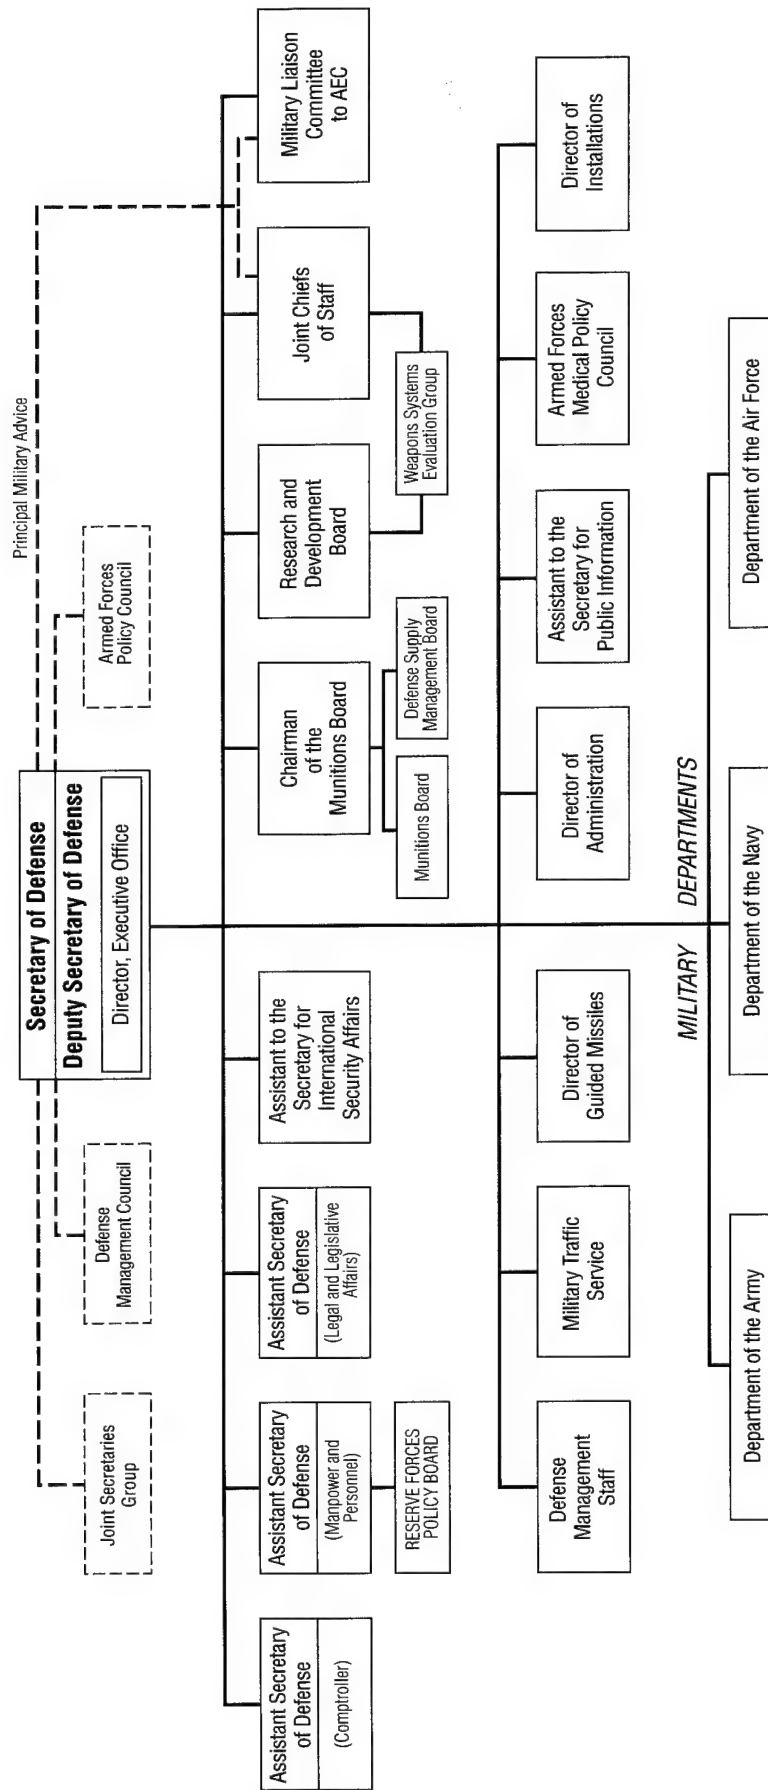 Secretary of Defense
Deputy Secretary of Defense
Director, Executive Office
Principal Military Advice
Joint Secretaries
Group
Defense
Management Council
Armed Forces
Policy Council
Assistant Secretary
of Defense
(Comptroller)
Assistant Secretary
of Defense
(Manpower and
Personnel)
RESERVE FORCES
POLICY BOARD
Assistant Secretary
of Defense
(Legal and Legislative
Affairs)
Assistant to the
Secretary for
International
Security Affairs
Chairman
of the
Munitions Board
Munitions Board
Defense Supply
Management Board
Research and
Development
Board
Weapons Systems
Evaluation Group
Joint Chiefs
of Staff
Military Liaison
Committee
to AEC
Defense
Management
Staff
Military Traffic
Service
Director of
Guided Missiles
Director of
Administration
Assistant to the
Secretary for
Public Information
Armed Forces
Medical Policy
Council
Director of
Installations
MILITARY DEPARTMENTS
Department of the Army
Department of the Navy
Department of the Air Force